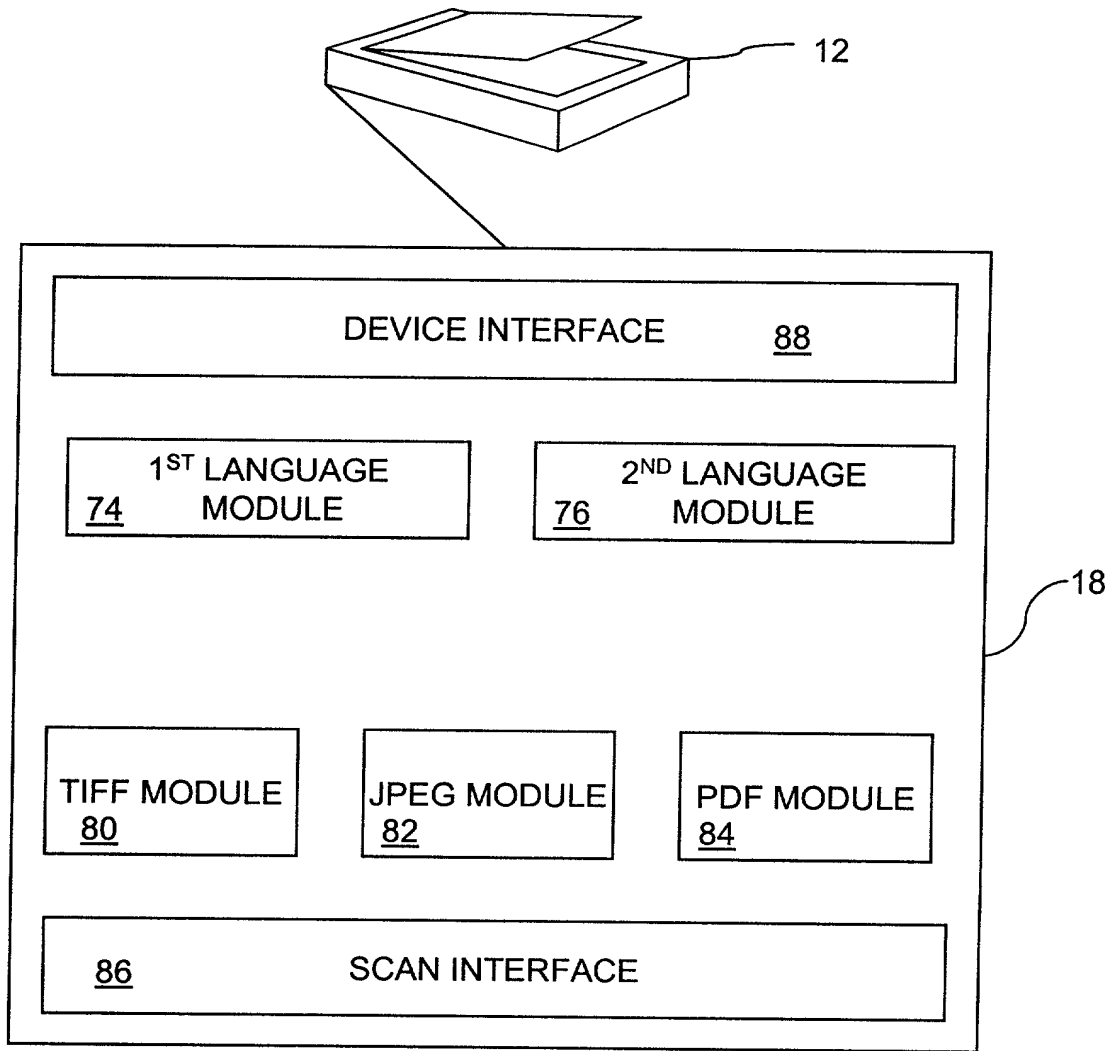 12
DEVICE INTERFACE 88
1ST LANGUAGE
74 MODULE
2ND LANGUAGE
76 MODULE
18
TIFF MODULE
80
JPEG MODULE
82
PDF MODULE
84
86 SCAN INTERFACE